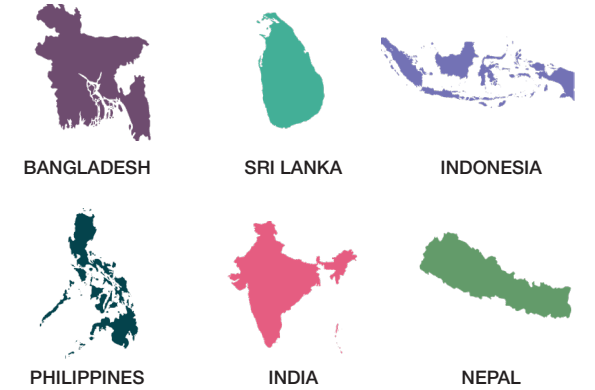 BANGLADESH
SRI LANKA
INDONESIA
PHILIPPINES
INDIA
NEPAL